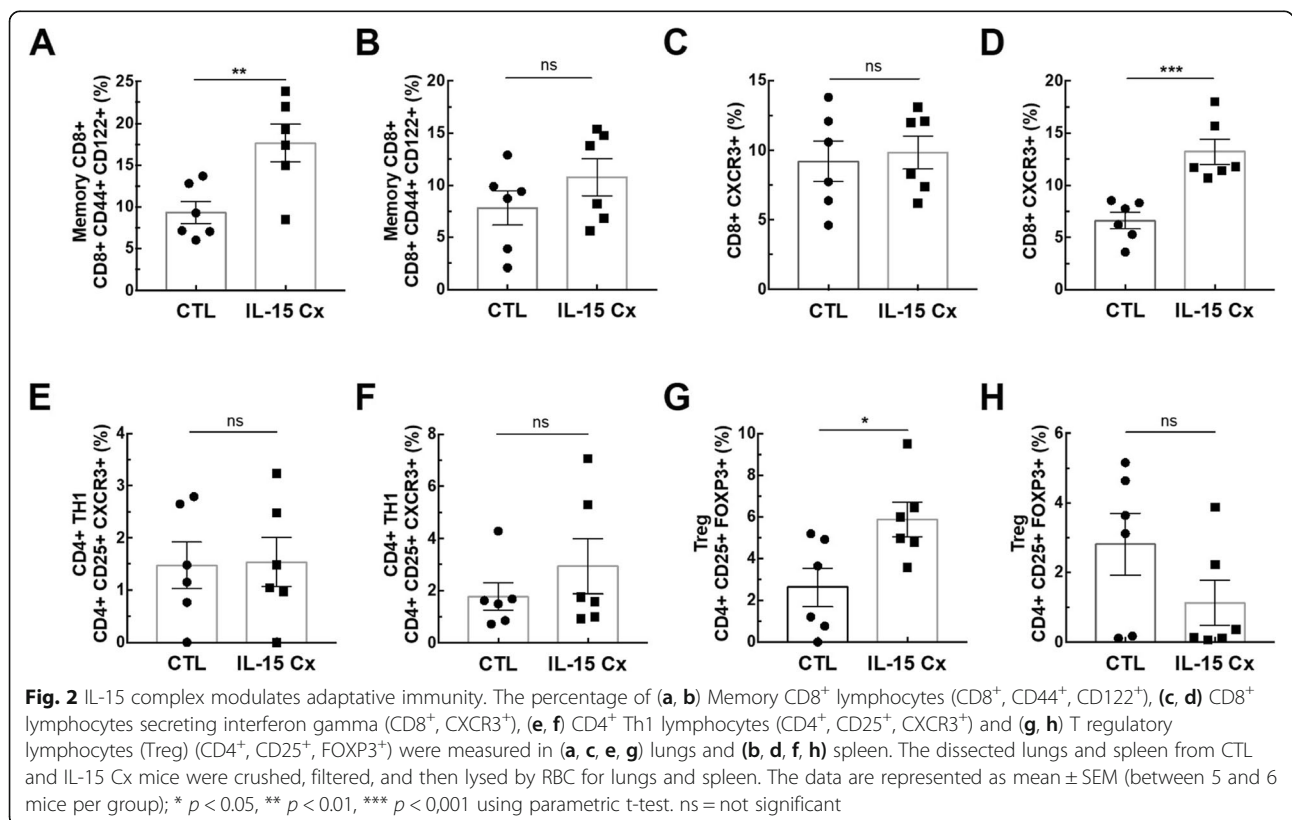 A
B
C
D
Memory CD8+
CD8+ CD44+ CD122+ (%)
25
20
15
10
5
0
**
CTL
IL-15 Cx
Memory CD8+
CD8+ CD44+ CD122+ (%)
20
15
10
5
0
ns
CTL
IL-15 Cx
CD8+ CXCR3+ (%)
15
10
5
0
ns
CTL
IL-15 Cx
CD8+ CXCR3+ (%)
20
15
10
5
0
***
CTL
IL-15 Cx
E
F
G
H
CD4+ TH1
CD4+ CD25+ CXCR3+ (%)
4
3
2
1
0
ns
CTL
IL-15 Cx
CD4+ TH1
CD4+ CD25+ CXCR3+ (%)
8
6
4
2
0
ns
CTL
IL-15 Cx
Treg
CD4+ CD25+ FOXP3+ (%)
10
8
6
4
2
0
*
CTL
IL-15 Cx
Treg
CD4+ CD25+ FOXP3+ (%)
6
4
2
0
ns
CTL
IL-15 Cx
Fig. 2 IL-15 complex modulates adaptative immunity. The percentage of (a, b) Memory CD8⁺ lymphocytes (CD8⁺, CD44⁺, CD122⁺), (c, d) CD8⁺
lymphocytes secreting interferon gamma (CD8⁺, CXCR3⁺), (e, f) CD4⁺ Th1 lymphocytes (CD4⁺, CD25⁺, CXCR3⁺) and (g, h) T regulatory
lymphocytes (Treg) (CD4⁺, CD25⁺, FOXP3⁺) were measured in (a, c, e, g) lungs and (b, d, f, h) spleen. The dissected lungs and spleen from CTL
and IL-15 Cx mice were crushed, filtered, and then lysed by RBC for lungs and spleen. The data are represented as mean ± SEM (between 5 and 6
mice per group); * p < 0.05, ** p < 0.01, *** p < 0,001 using parametric t-test. ns = not significant